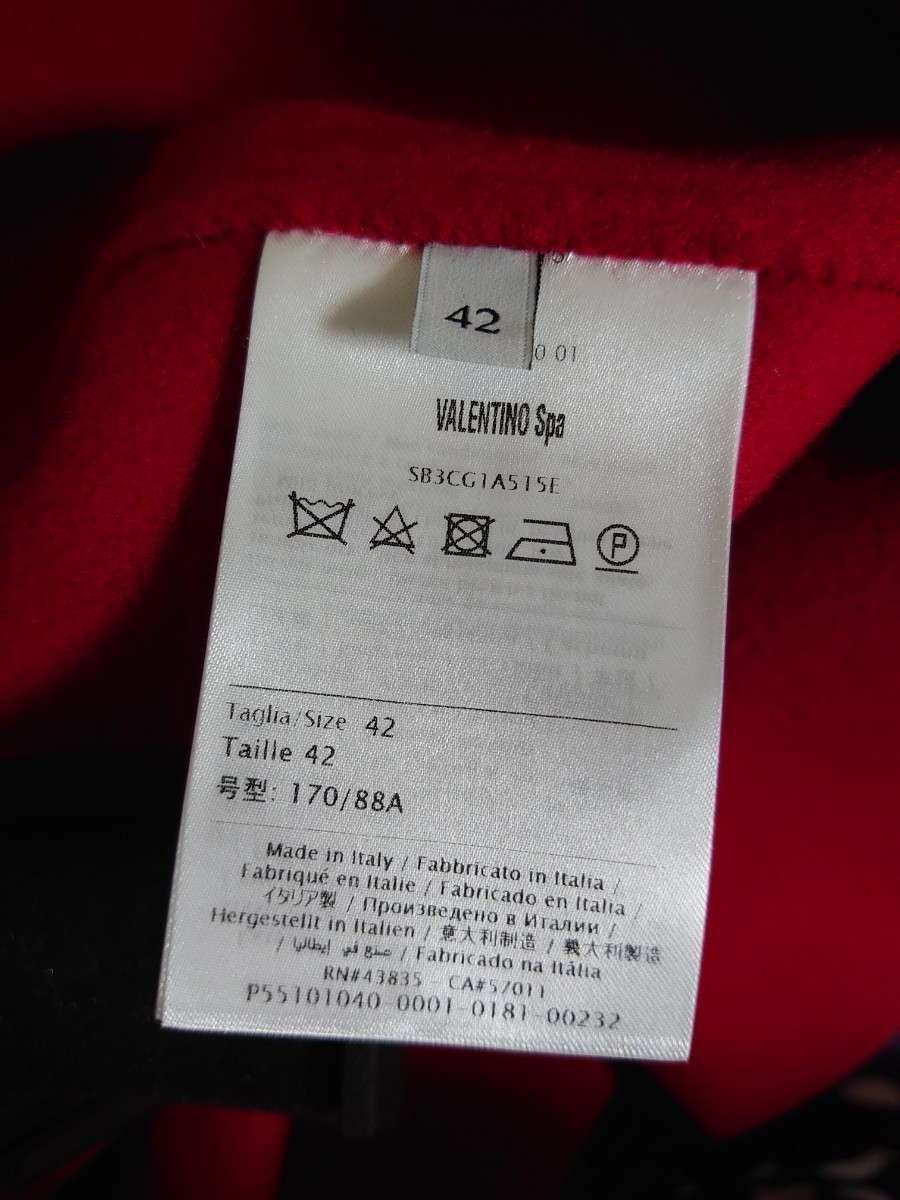 42
0 01
VALENTINO Spa
SB3CG1A515E
P
Taglia/Size 42
Taille 42
号型: 170/88A
Made in Italy / Fabbricato in Italia /
Fabriqué en Italie / Fabricado en Italia /
イタリア製 / Произведено в Италии /
Hergestellt in Italien / 意大利制造 / 義大利製造
/ صنع في إيطاليا / Fabricado na Itália
RN#43835 - CA#57011
P55101040-0001-0181-00232